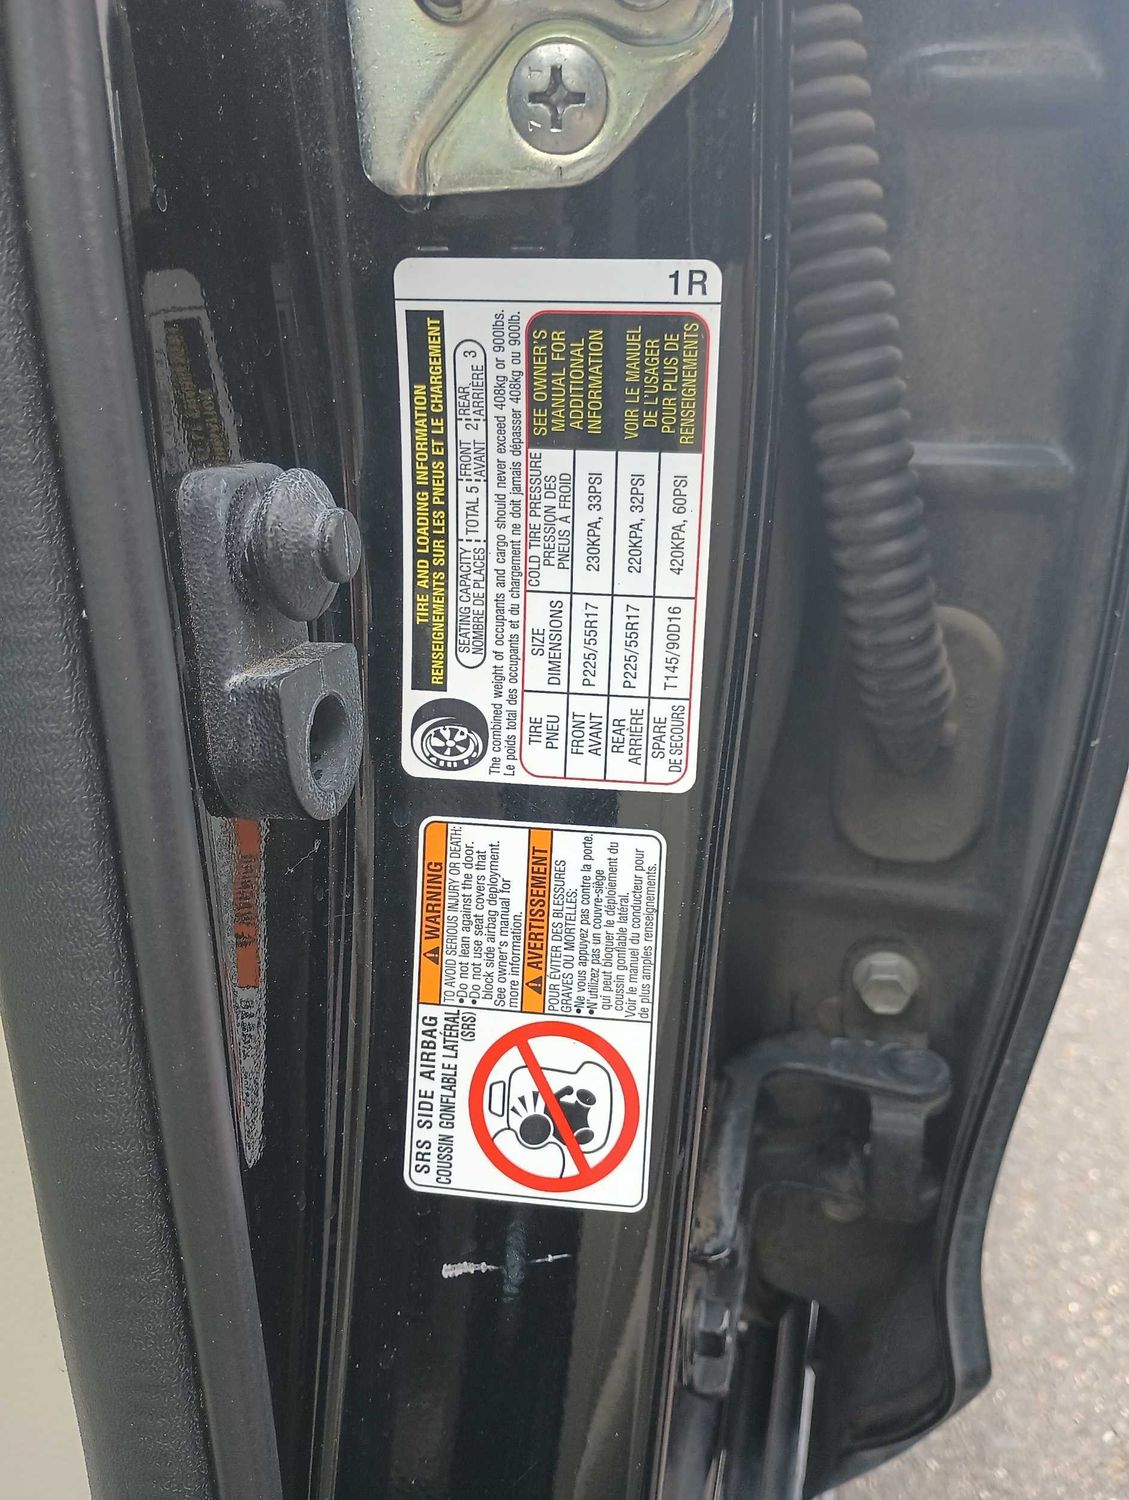 1R
TIRE AND LOADING INFORMATION
RENSEIGNEMENTS SUR LES PNEUS ET LE CHARGEMENT
SEATING CAPACITY TOTAL 5 FRONT 2 REAR 3
NOMBRE DE PLACES AVANT ARRIÈRE
The combined weight of occupants and cargo should never exceed 408kg or 900lbs.
Le poids total des occupants et du chargement ne doit jamais dépasser 408kg ou 900lb.
TIRE SIZE COLD TIRE PRESSURE
PNEU DIMENSIONS PRESSION DES
PNEUS À FROID
FRONT P225/55R17 230KPA, 33PSI
AVANT
REAR P225/55R17 220KPA, 32PSI
ARRIÈRE
SPARE T145/90D16 420KPA, 60PSI
DE SECOURS
SEE OWNER'S
MANUAL FOR
ADDITIONAL
INFORMATION
VOIR LE MANUEL
DE L'USAGER
POUR PLUS DE
RENSEIGNEMENTS
SRS SIDE AIRBAG
COUSSIN GONFLABLE LATÉRAL
(SRS)
WARNING
TO AVOID SERIOUS INJURY OR DEATH:
•Do not lean against the door.
•Do not use seat covers that
block side airbag deployment.
See owner's manual for
more information.
AVERTISSEMENT
POUR ÉVITER DES BLESSURES
GRAVES OU MORTELLES:
•Ne vous appuyez pas contre la porte.
•N'utilisez pas un couvre-siège
qui peut bloquer le déploiement du
coussin gonflable latéral.
Voir le manuel du conducteur pour
de plus amples renseignements.